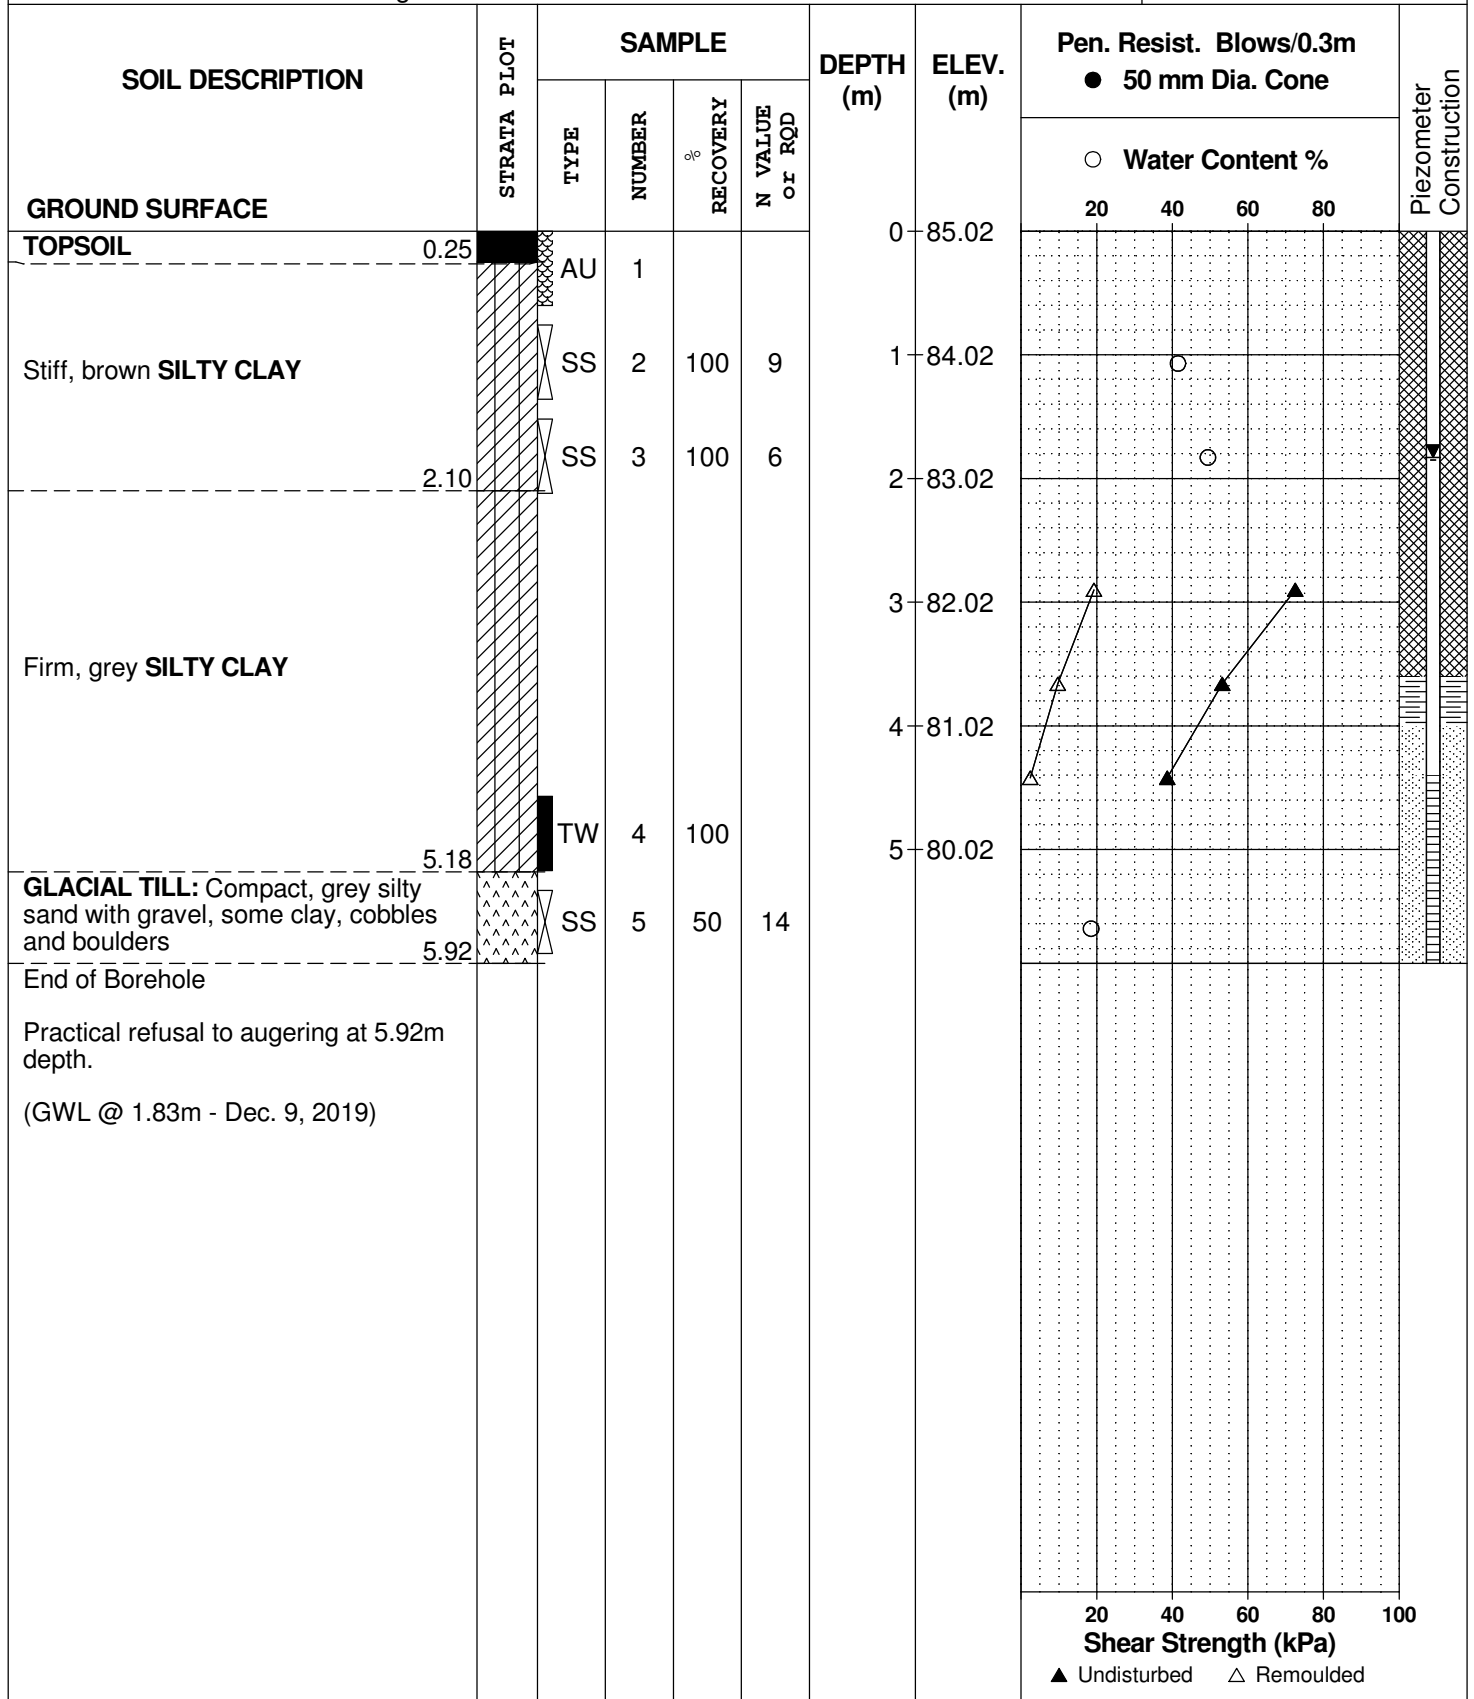 SOIL DESCRIPTION
GROUND SURFACE
STRATA PLOT
SAMPLE
TYPE
NUMBER
% RECOVERY
N VALUE or RQD
DEPTH (m)
ELEV. (m)
Pen. Resist. Blows/0.3m
● 50 mm Dia. Cone
○ Water Content %
20 40 60 80
Piezometer Construction
0 85.02
TOPSOIL 0.25
AU 1
Stiff, brown SILTY CLAY
SS 2 100 9
1 84.02
SS 3 100 6
2.10
2 83.02
3 82.02
Firm, grey SILTY CLAY
4 81.02
TW 4 100
5 80.02
5.18
GLACIAL TILL: Compact, grey silty
sand with gravel, some clay, cobbles
and boulders
5.92
SS 5 50 14
End of Borehole
Practical refusal to augering at 5.92m
depth.
(GWL @ 1.83m - Dec. 9, 2019)
20 40 60 80 100
Shear Strength (kPa)
▲ Undisturbed △ Remoulded